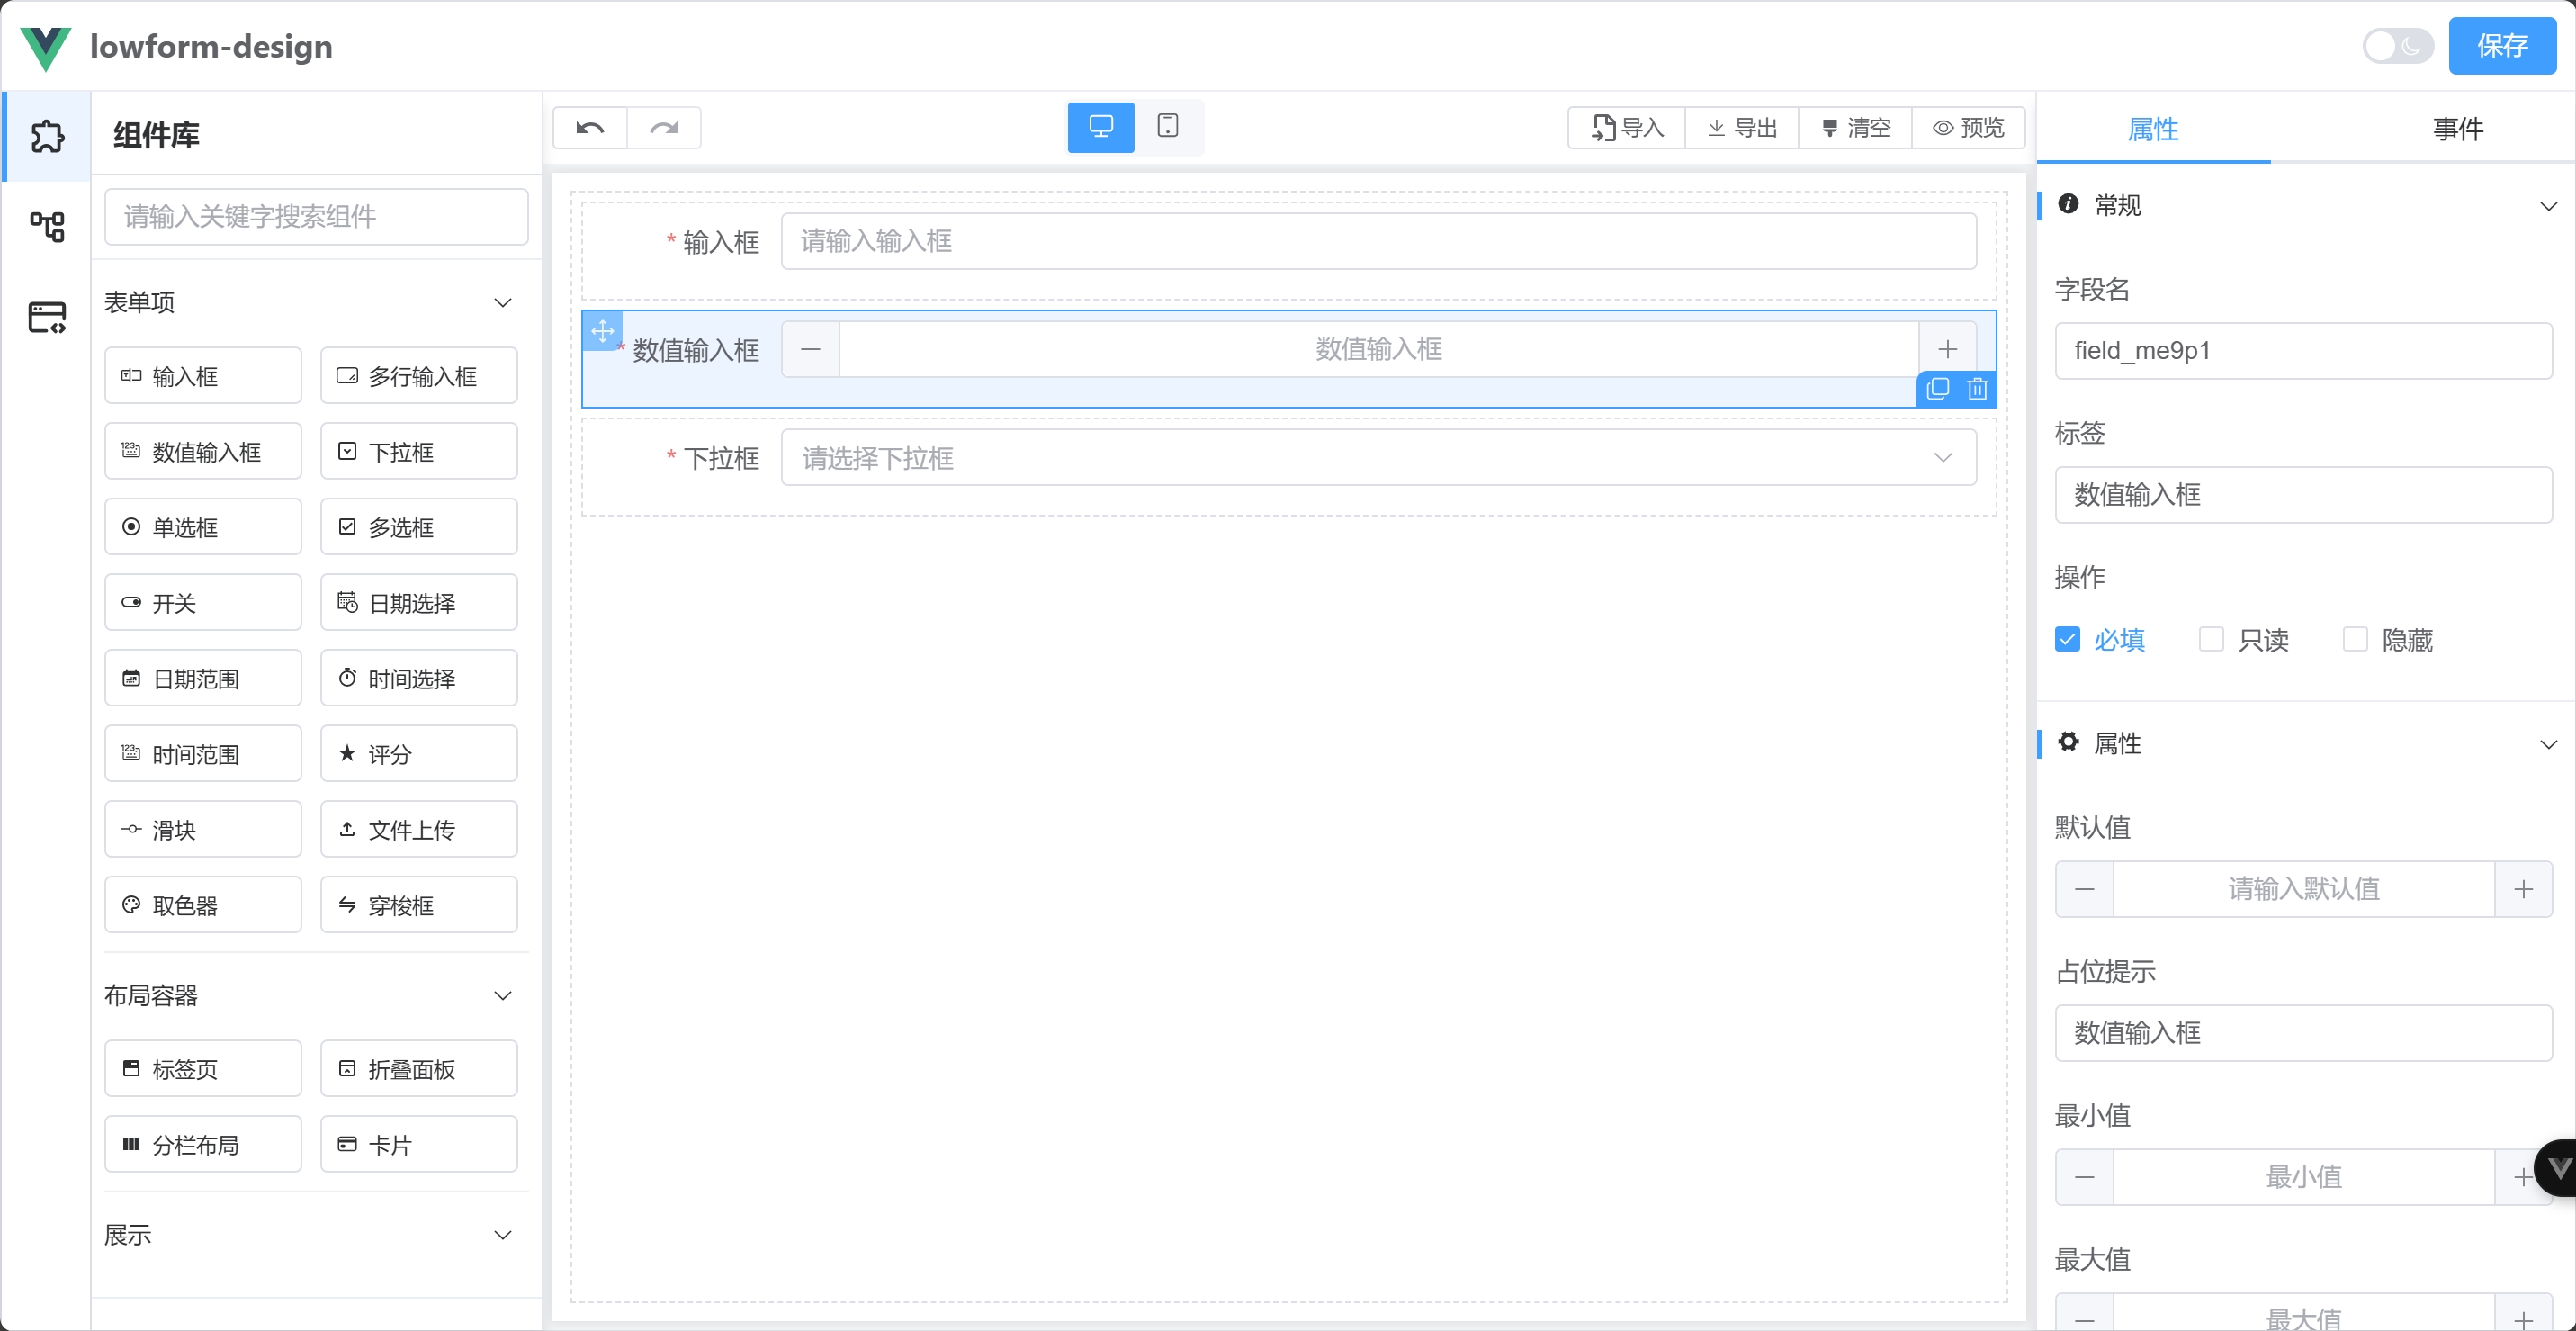 lowform-design
保存
组件库
请输入关键字搜索组件
表单项
输入框
多行输入框
数值输入框
下拉框
单选框
多选框
开关
日期选择
日期范围
时间选择
时间范围
评分
滑块
文件上传
取色器
穿梭框
布局容器
标签页
折叠面板
分栏布局
卡片
展示
导入
导出
清空
预览
* 输入框
请输入输入框
* 数值输入框
数值输入框
* 下拉框
请选择下拉框
属性
事件
常规
字段名
field_me9p1
标签
数值输入框
操作
必填
只读
隐藏
属性
默认值
请输入默认值
占位提示
数值输入框
最小值
最小值
最大值
最大值